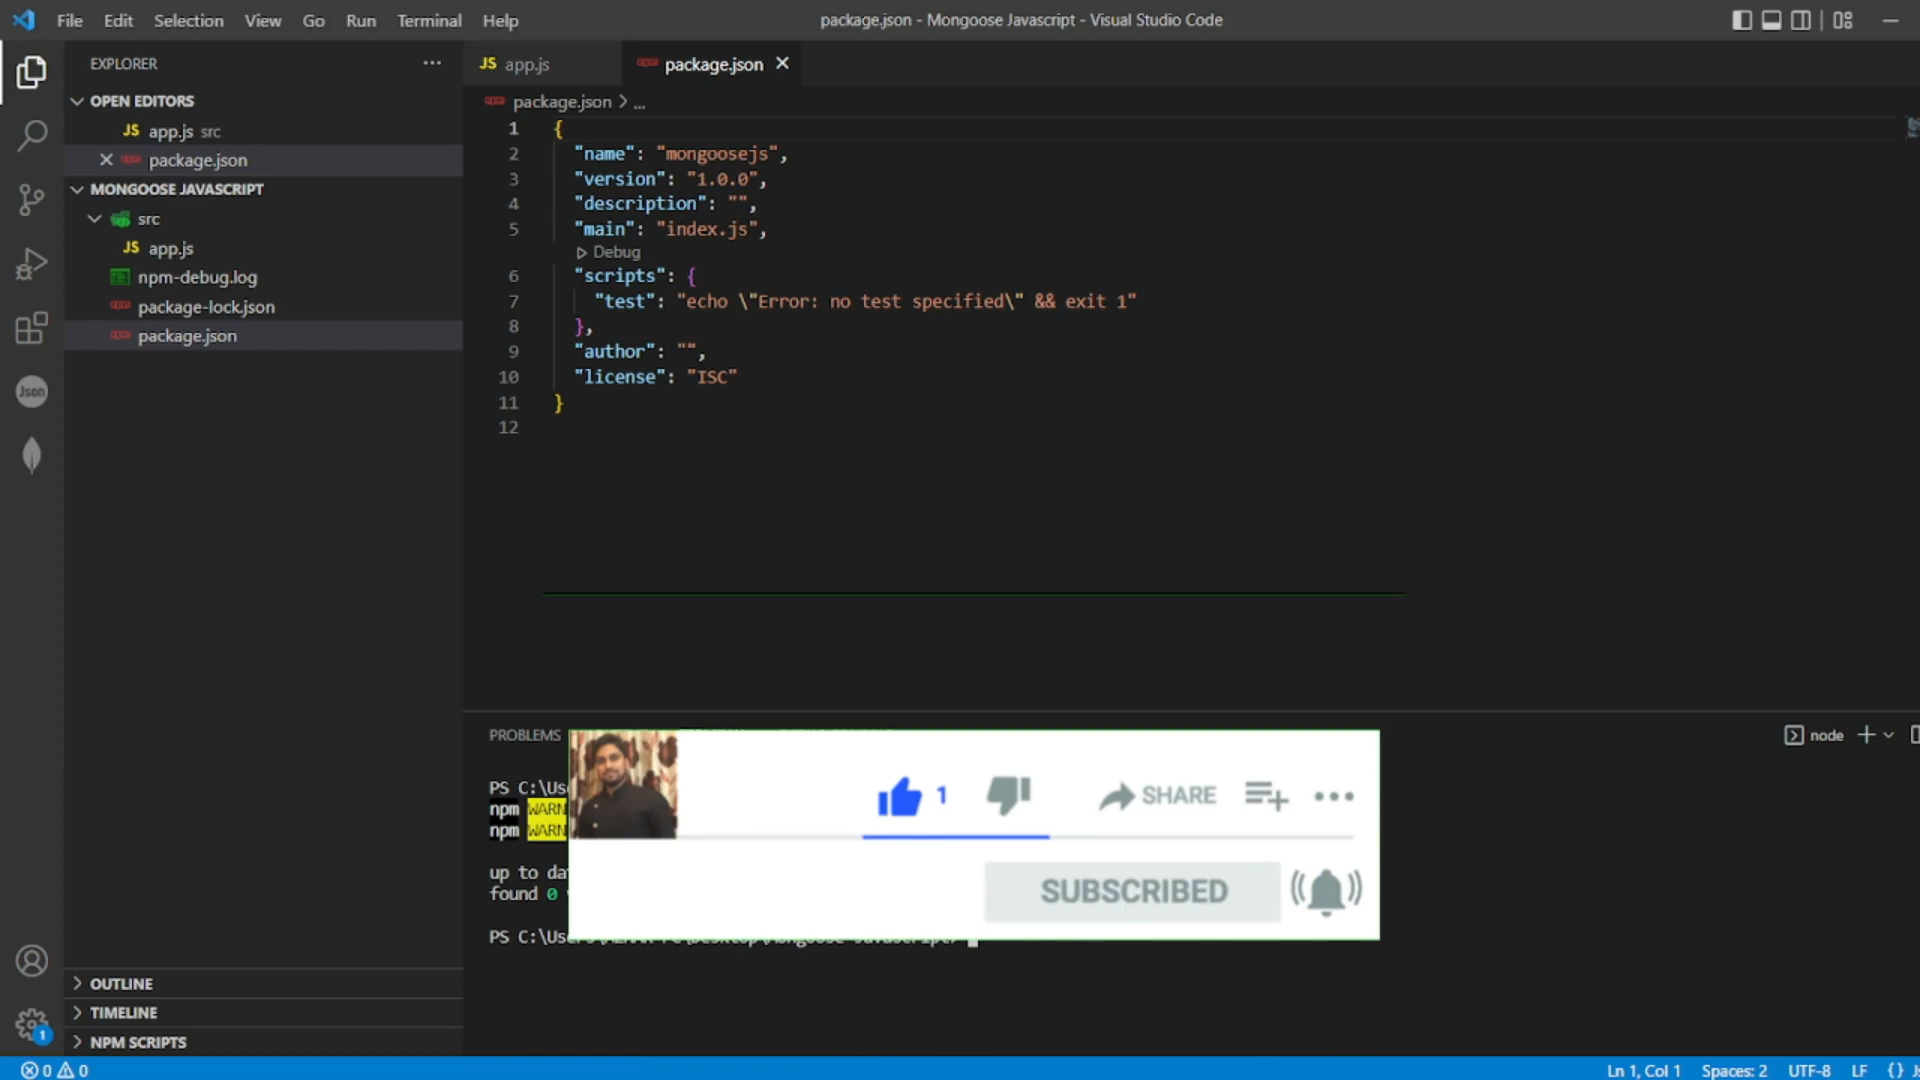 File Edit Selection View Go Run Terminal Help
package.json - Mongoose Javascript - Visual Studio Code
EXPLORER
OPEN EDITORS
JS app.js src
package.json
MONGOOSE JAVASCRIPT
src
JS app.js
npm-debug.log
package-lock.json
package.json
Json
OUTLINE
TIMELINE
NPM SCRIPTS
1
JS app.js
package.json
package.json > ...
1 {
2 "name": "mongoosejs",
3 "version": "1.0.0",
4 "description": "",
5 "main": "index.js",
Debug
6 "scripts": {
7 "test": "echo \"Error: no test specified\" && exit 1"
8 },
9 "author": "",
10 "license": "ISC"
11 }
12
PROBLEMS
node
PS C:\Us
npm WARN
npm WARN
up to da
found 0
PS C:\Users
1
SHARE
SUBSCRIBED
0 0
Ln 1, Col 1 Spaces: 2 UTF-8 LF {}